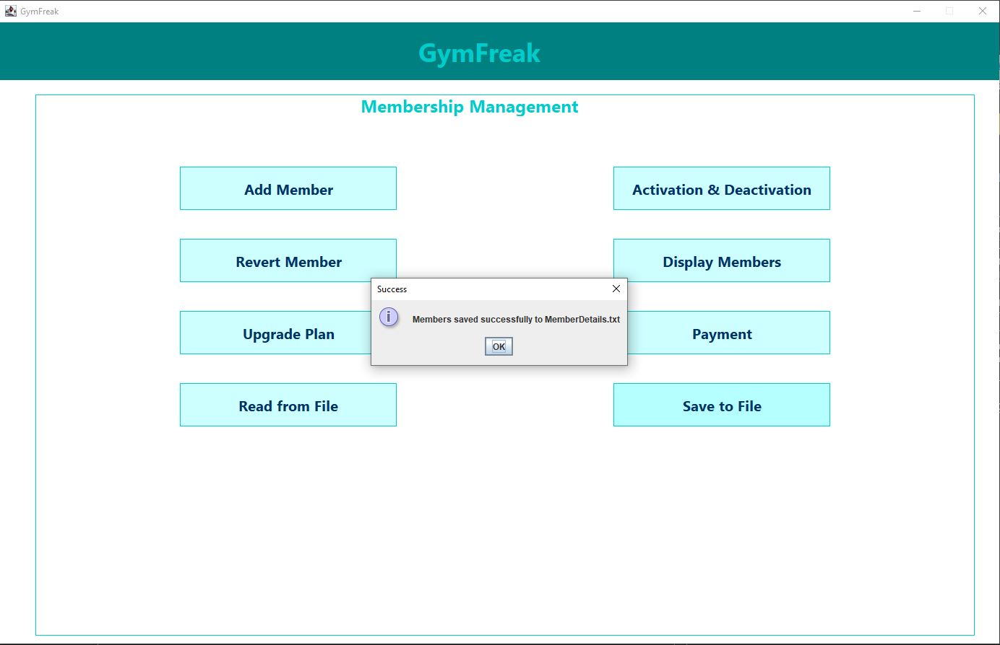 GymFreak
GymFreak
Membership Management
Add Member
Activation & Deactivation
Revert Member
Display Members
Success
Members saved successfully to MemberDetails.txt
OK
Upgrade Plan
Payment
Read from File
Save to File